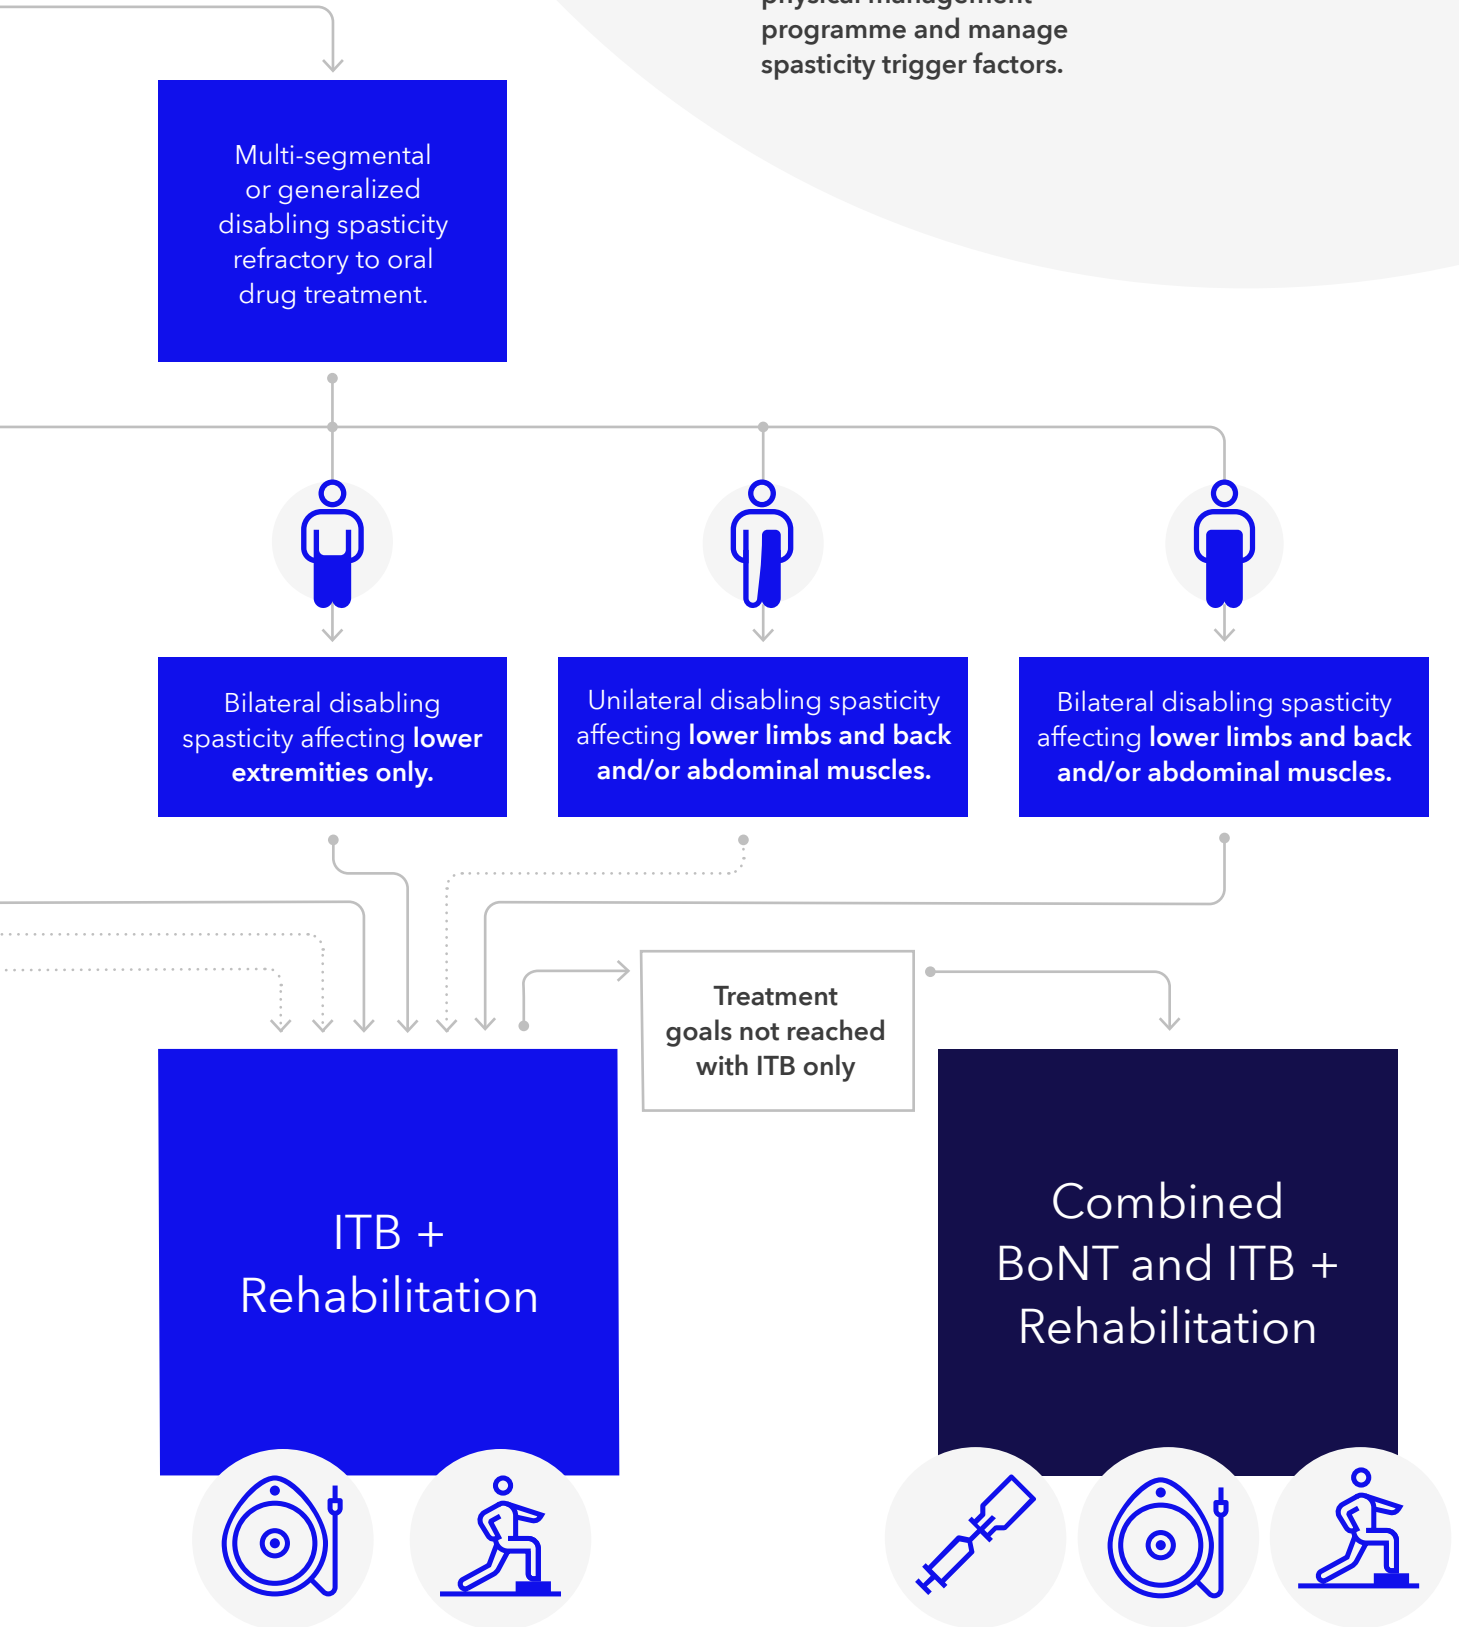 physical management
programme and manage
spasticity trigger factors.
Multi-segmental
or generalized
disabling spasticity
refractory to oral
drug treatment.
Bilateral disabling
spasticity affecting lower
extremities only.
Unilateral disabling spasticity
affecting lower limbs and back
and/or abdominal muscles.
Bilateral disabling spasticity
affecting lower limbs and back
and/or abdominal muscles.
Treatment
goals not reached
with ITB only
ITB +
Rehabilitation
Combined
BoNT and ITB +
Rehabilitation